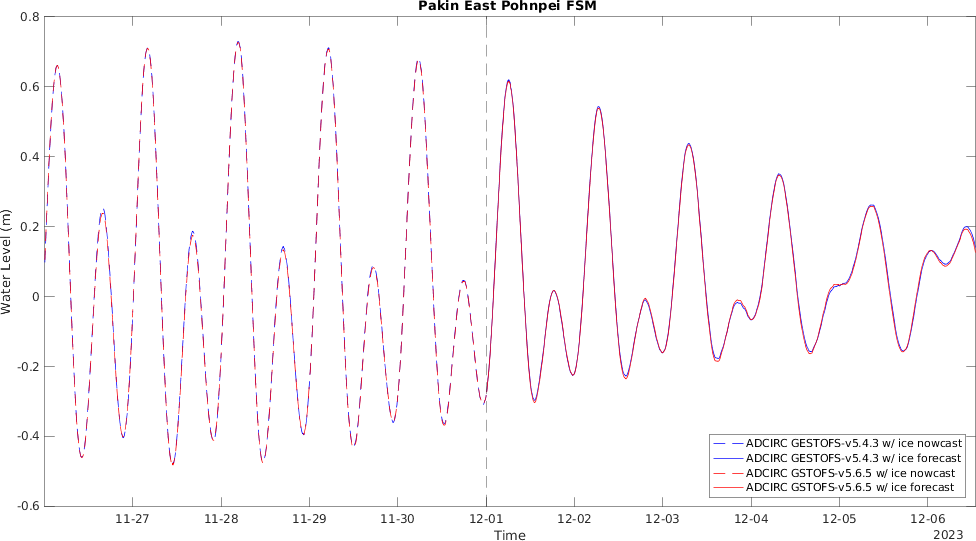 Pakin East Pohnpei FSM
0.8
0.6
0.4
0.2
0
-0.2
-0.4
-0.6
Water Level (m)
ADCIRC GESTOFS-v5.4.3 w/ ice nowcast
ADCIRC GESTOFS-v5.4.3 w/ ice forecast
ADCIRC GSTOFS-v5.6.5 w/ ice nowcast
ADCIRC GSTOFS-v5.6.5 w/ ice forecast
11-27 11-28 11-29 11-30 12-01 12-02 12-03 12-04 12-05 12-06
Time
2023